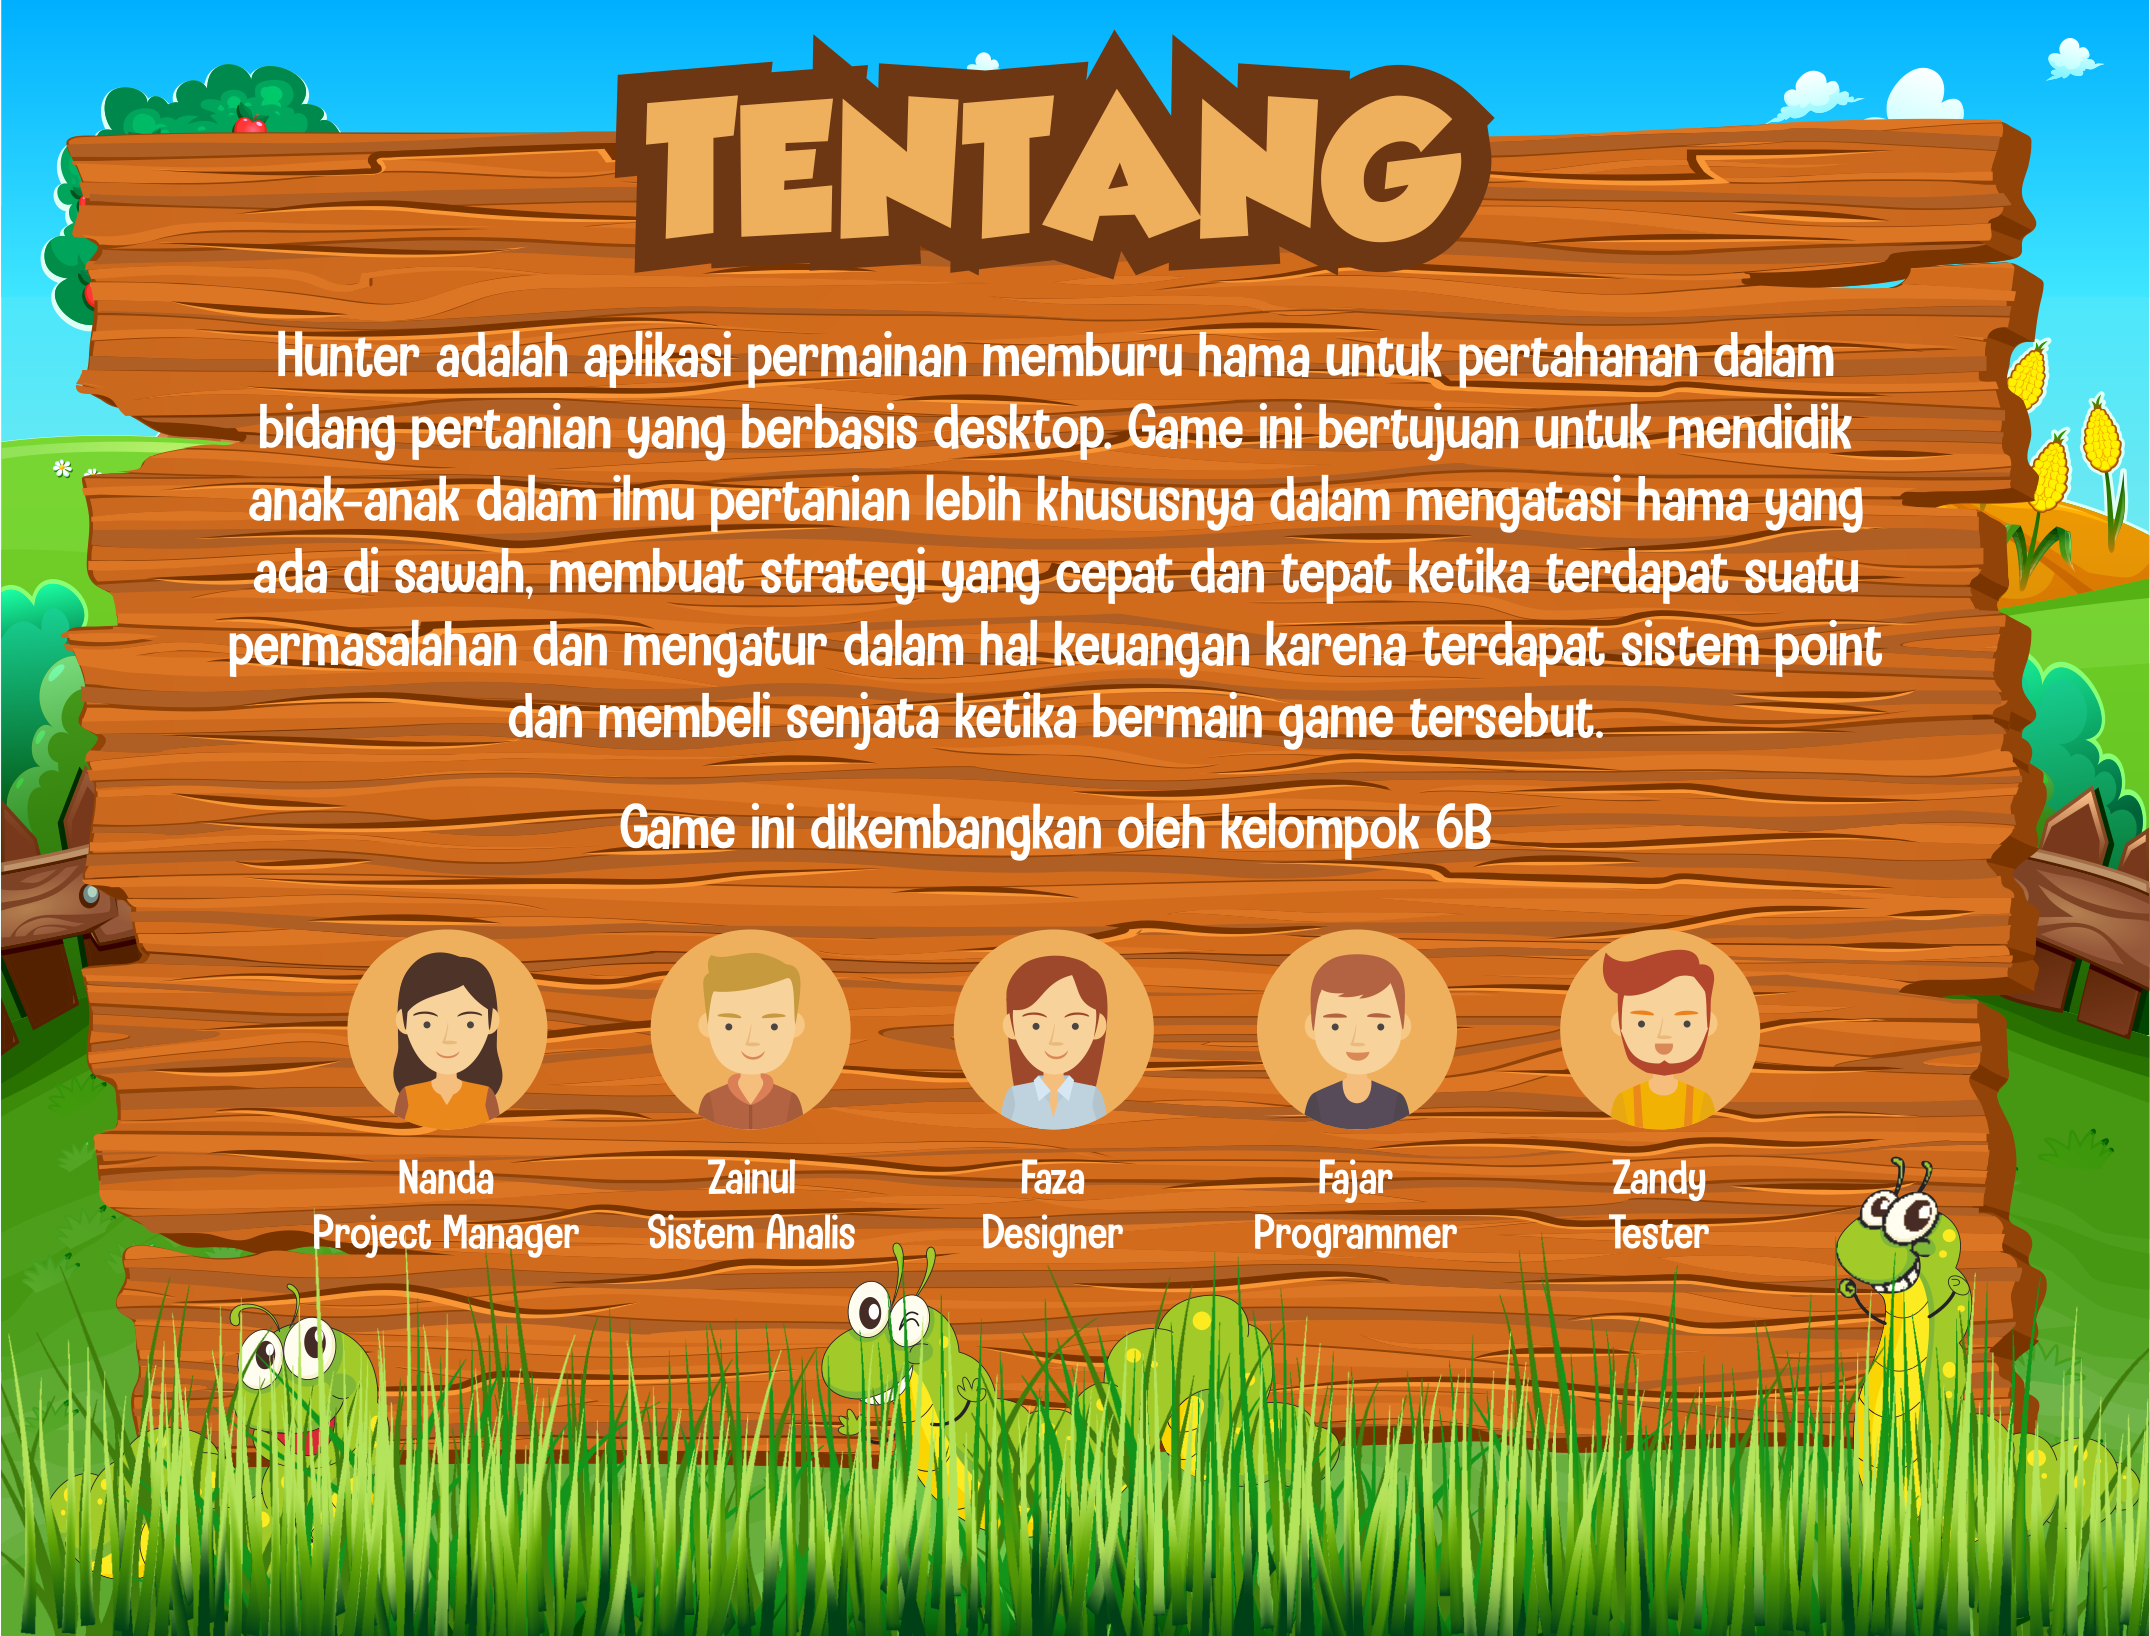 TENTANG
Hunter adalah aplikasi permainan memburu hama untuk pertahanan dalam
bidang pertanian yang berbasis desktop. Game ini bertujuan untuk mendidik
anak-anak dalam ilmu pertanian lebih khususnya dalam mengatasi hama yang
ada di sawah, membuat strategi yang cepat dan tepat ketika terdapat suatu
permasalahan dan mengatur dalam hal keuangan karena terdapat sistem point
dan membeli senjata ketika bermain game tersebut.
Game ini dikembangkan oleh kelompok 6B
Nanda
Project Manager
Zainul
Sistem Analis
Faza
Designer
Fajar
Programmer
Zandy
Tester